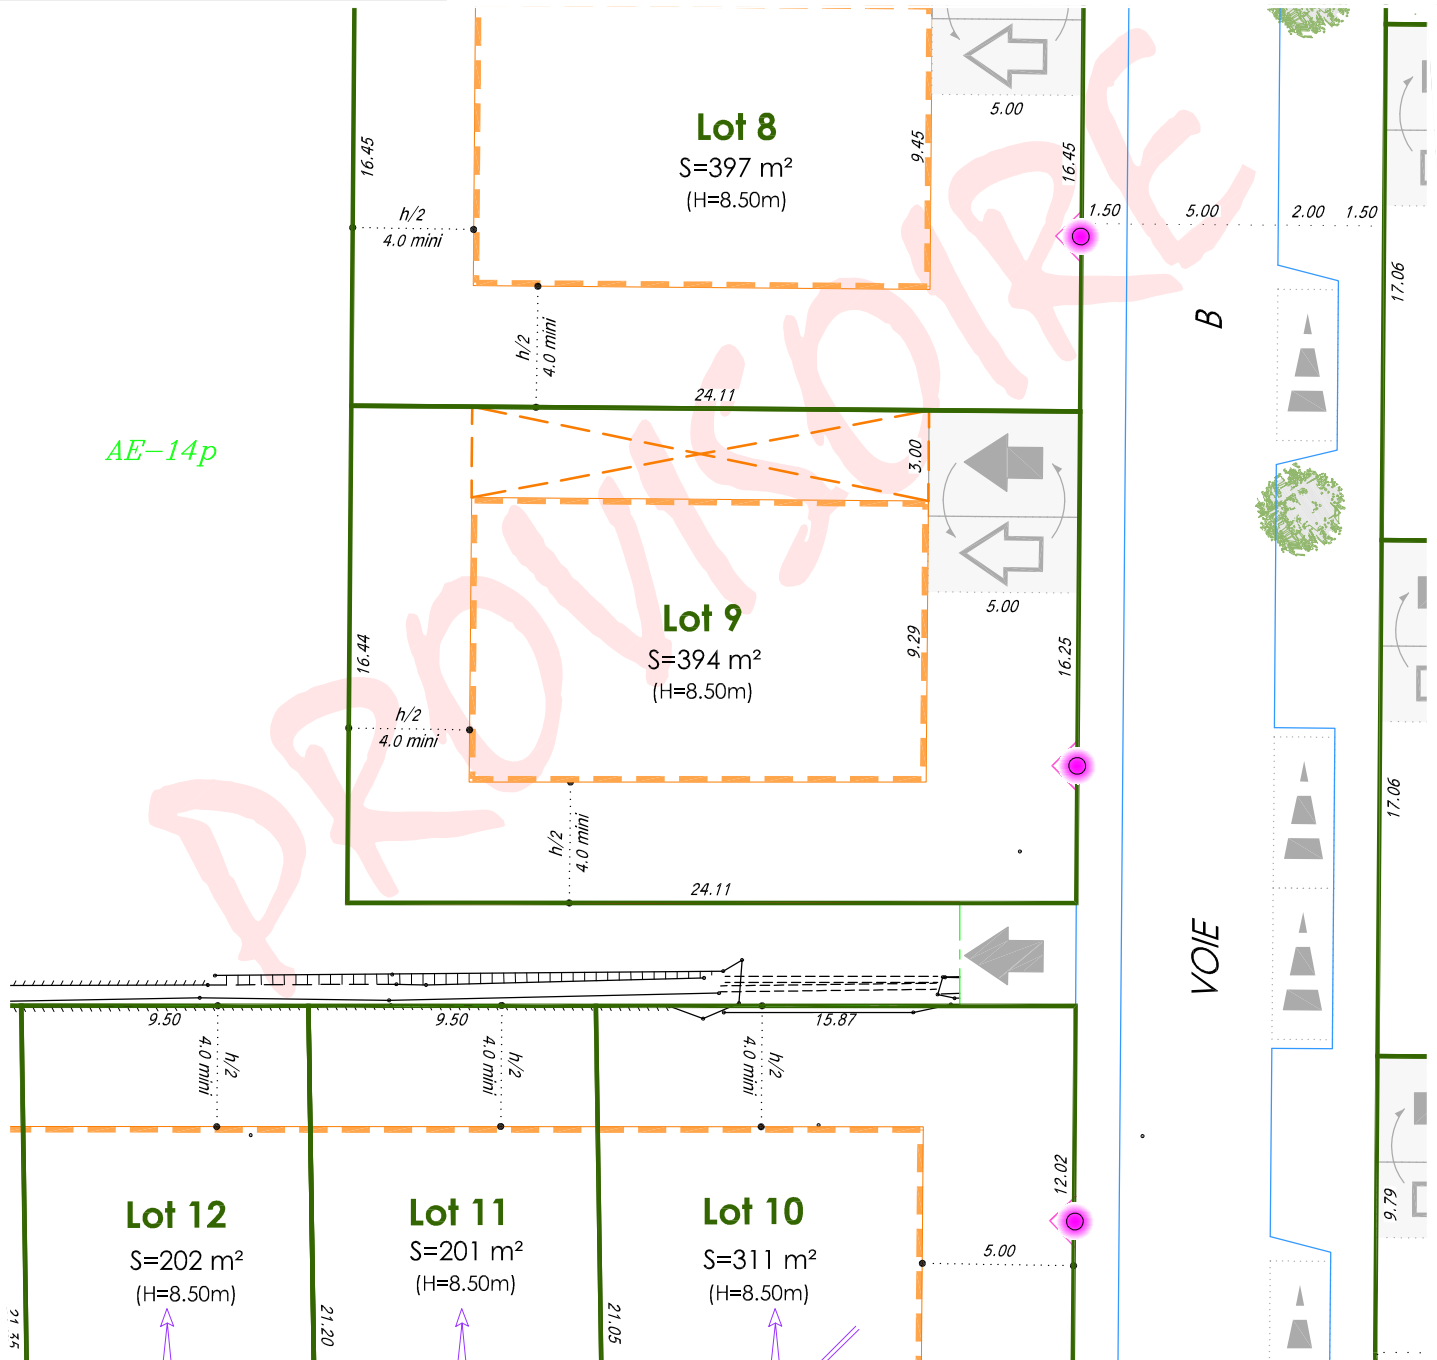 5.00
Lot 8
S=397 m²
(H=8.50m)
16.45
9.45
16.45
h/2
4.0 mini
1.50
5.00
2.00
1.50
17.06
B
h/2
4.0 mini
24.11
AE-14p
3.00
5.00
Lot 9
S=394 m²
(H=8.50m)
16.44
9.29
16.25
h/2
4.0 mini
17.06
h/2
4.0 mini
24.11
VOIE
PROVISOIRE
9.50
9.50
15.87
h/2
4.0 mini
h/2
4.0 mini
h/2
4.0 mini
12.02
9.79
Lot 12
S=202 m²
(H=8.50m)
Lot 11
S=201 m²
(H=8.50m)
Lot 10
S=311 m²
(H=8.50m)
5.00
21.20
21.05